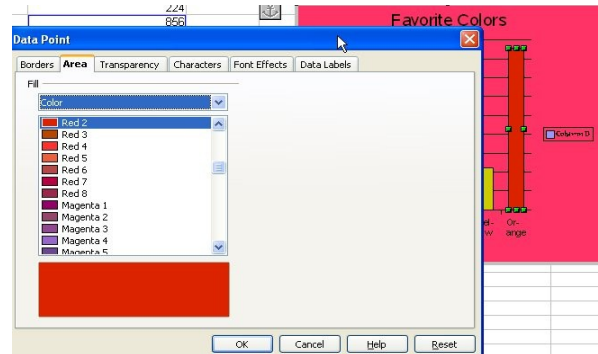 224
856
Favorite Colors
Data Point
Borders Area Transparency Characters Font Effects Data Labels
Fill
Color
Red 2
Red 3
Red 4
Red 5
Red 6
Red 7
Red 8
Magenta 1
Magenta 2
Magenta 3
Magenta 4
Magenta 5
Column D
el-
w
Or-
ange
OK Cancel Help Reset